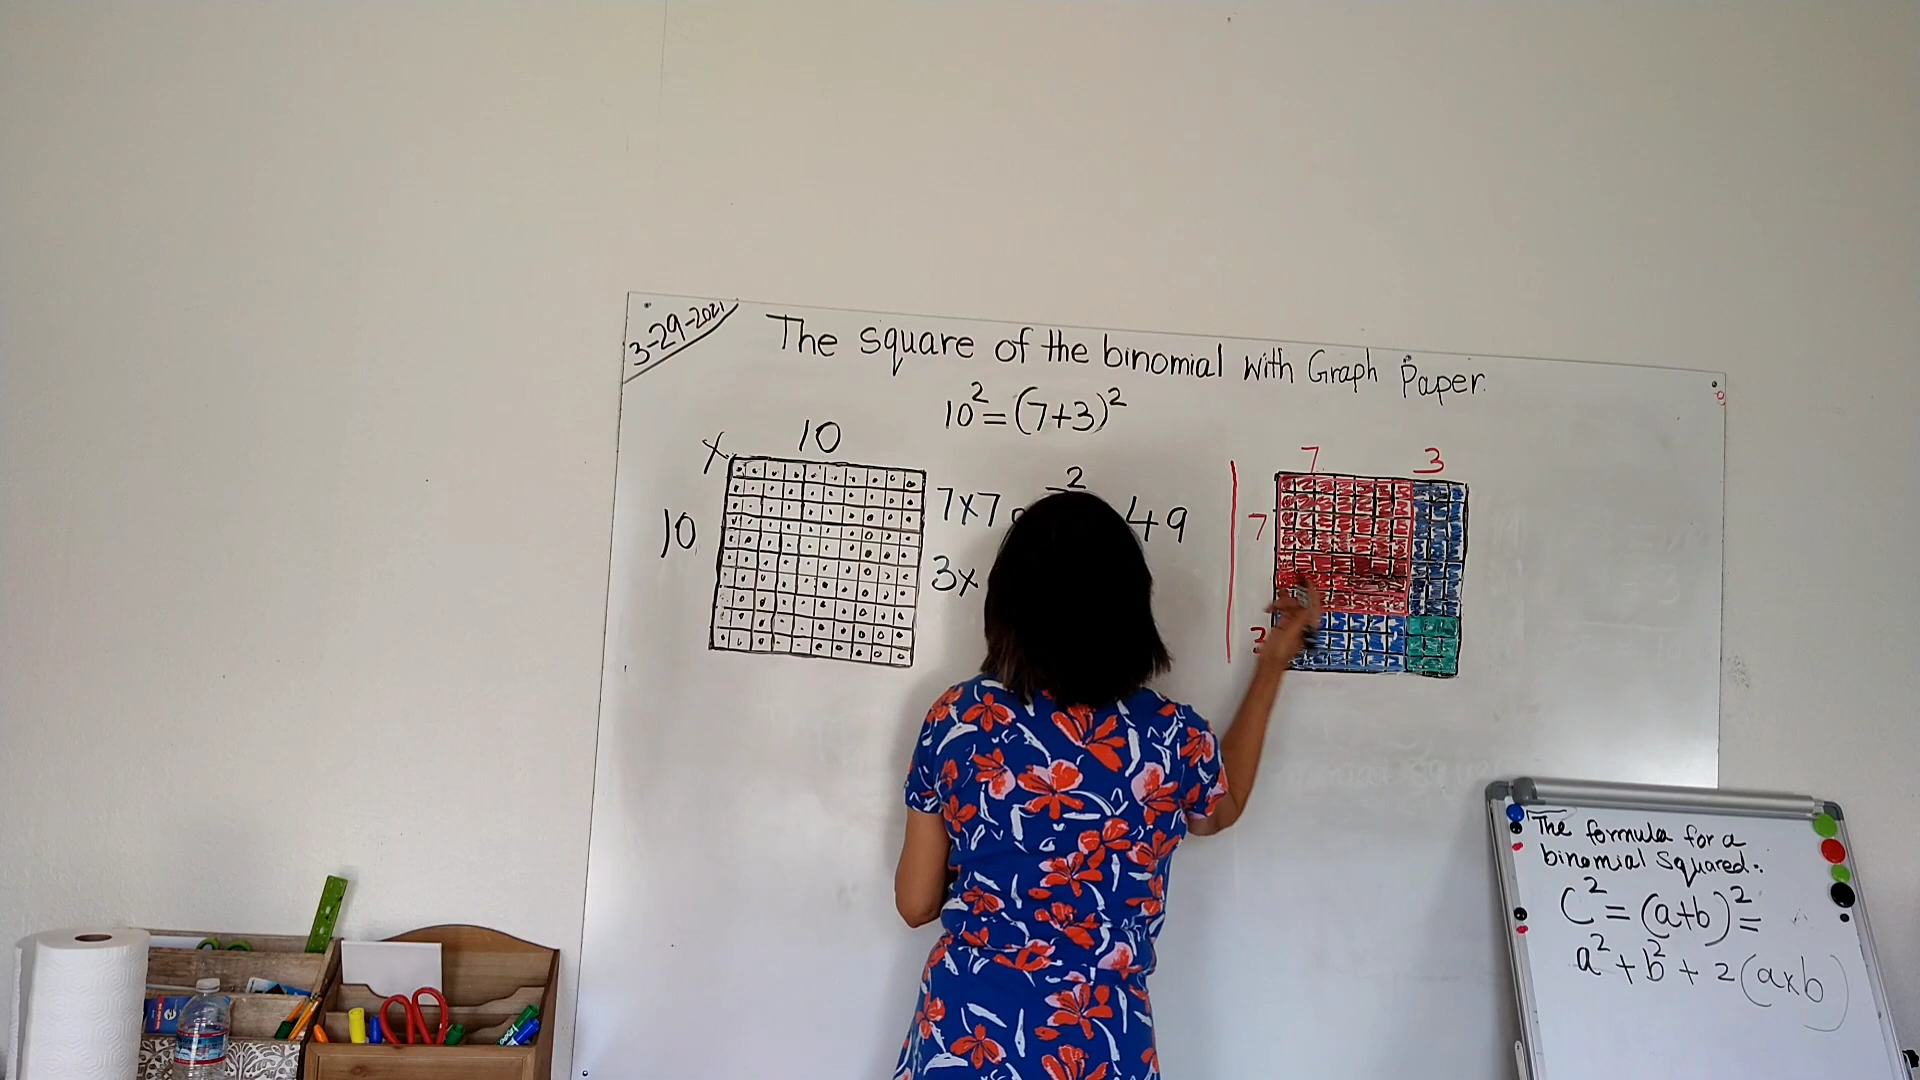 3-29-2021
The square of the binomial with Graph Paper.
10² = (7+3)²
X 10
10
7x7
2
49
3x
7 3
7
3
The formula for a
binomial squared:
C² = (a+b)² =
a² + b² + 2 (axb)